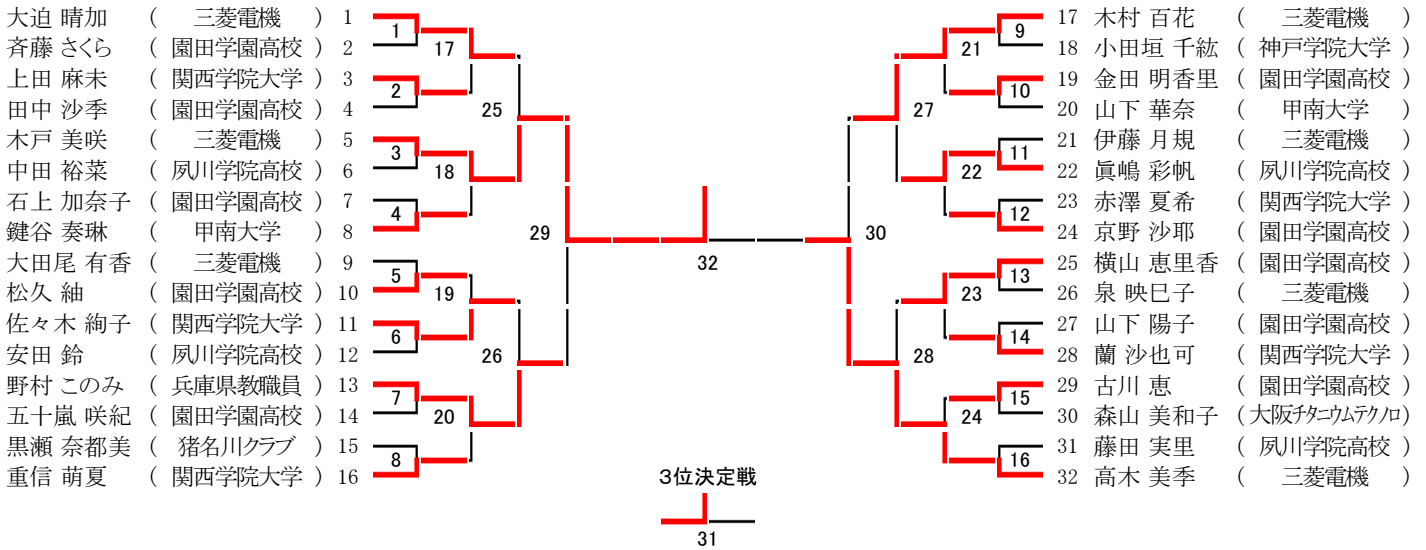 大迫 晴加 ( 三菱電機 ) 1
斉藤 さくら ( 園田学園高校 ) 2
上田 麻未 ( 関西学院大学 ) 3
田中 沙季 ( 園田学園高校 ) 4
木戸 美咲 ( 三菱電機 ) 5
中田 裕菜 ( 夙川学院高校 ) 6
石上 加奈子 ( 園田学園高校 ) 7
鍵谷 奏琳 ( 甲南大学 ) 8
大田尾 有香 ( 三菱電機 ) 9
松久 紬 ( 園田学園高校 ) 10
佐々木 絢子 ( 関西学院大学 ) 11
安田 鈴 ( 夙川学院高校 ) 12
野村 このみ ( 兵庫県教職員 ) 13
五十嵐 咲紀 ( 園田学園高校 ) 14
黒瀬 奈都美 ( 猪名川クラブ ) 15
重信 萌夏 ( 関西学院大学 ) 16
1
2
3
4
5
6
7
8
17
18
19
20
25
26
29
32
3位決定戦
31
30
27
28
21
22
23
24
9
10
11
12
13
14
15
16
17 木村 百花 ( 三菱電機 )
18 小田垣 千紘 ( 神戸学院大学 )
19 金田 明香里 ( 園田学園高校 )
20 山下 華奈 ( 甲南大学 )
21 伊藤 月規 ( 三菱電機 )
22 眞嶋 彩帆 ( 夙川学院高校 )
23 赤澤 夏希 ( 関西学院大学 )
24 京野 沙耶 ( 園田学園高校 )
25 横山 恵里香 ( 園田学園高校 )
26 泉 映巳子 ( 三菱電機 )
27 山下 陽子 ( 園田学園高校 )
28 蘭 沙也可 ( 関西学院大学 )
29 古川 恵 ( 園田学園高校 )
30 森山 美和子 ( 大阪チタニウムテクノロ )
31 藤田 実里 ( 夙川学院高校 )
32 高木 美季 ( 三菱電機 )